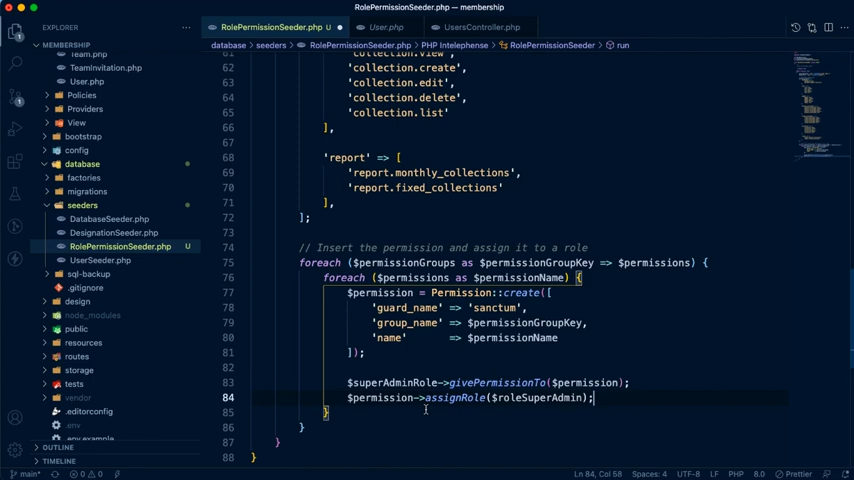 RolePermissionSeeder.php — membership
EXPLORER
RolePermissionSeeder.php U
User.php
UsersController.php
database > seeders > RolePermissionSeeder.php > PHP Intelephense > RolePermissionSeeder > run
MEMBERSHIP
Team.php
TeamInvitation.php
User.php
Policies
Providers
View
bootstrap
config
database
factories
migrations
seeders
DatabaseSeeder.php
DesignationSeeder.php
RolePermissionSeeder.php U
UserSeeder.php
sql-backup
.gitignore
design
node_modules
public
resources
routes
storage
tests
vendor
.editorconfig
.env
.env.example
OUTLINE
TIMELINE
61 'collection.view',
62 'collection.create',
63 'collection.edit',
64 'collection.delete',
65 'collection.list'
66 ],
67
68 'report' => [
69 'report.monthly_collections',
70 'report.fixed_collections'
71 ],
72 ];
73
74 // Insert the permission and assign it to a role
75 foreach ($permissionGroups as $permissionGroupKey => $permissions) {
76 foreach ($permissions as $permissionName) {
77 $permission = Permission::create([
78 'guard_name' => 'sanctum',
79 'group_name' => $permissionGroupKey,
80 'name' => $permissionName
81 ]);
82
83 $superAdminRole->givePermissionTo($permission);
84 $permission->assignRole($roleSuperAdmin);
85 }
86 }
87 }
88 }
1
1
main*
0 0
Ln 84, Col 58 Spaces: 4 UTF-8 LF PHP 8.0 Prettier